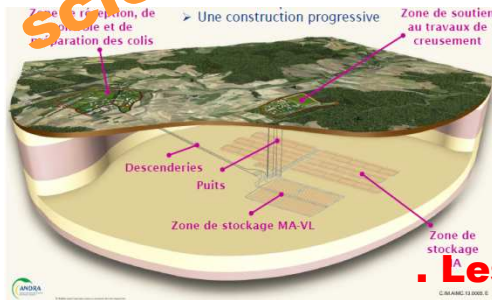 Zone de réception, de
contrôle et de
préparation des colis
➤ Une construction progressive
Zone de soutien
au travaux de
creusement
Descenderies
Puits
Zone de stockage MA-VL
Zone de
stockage
. Les
ANDRA